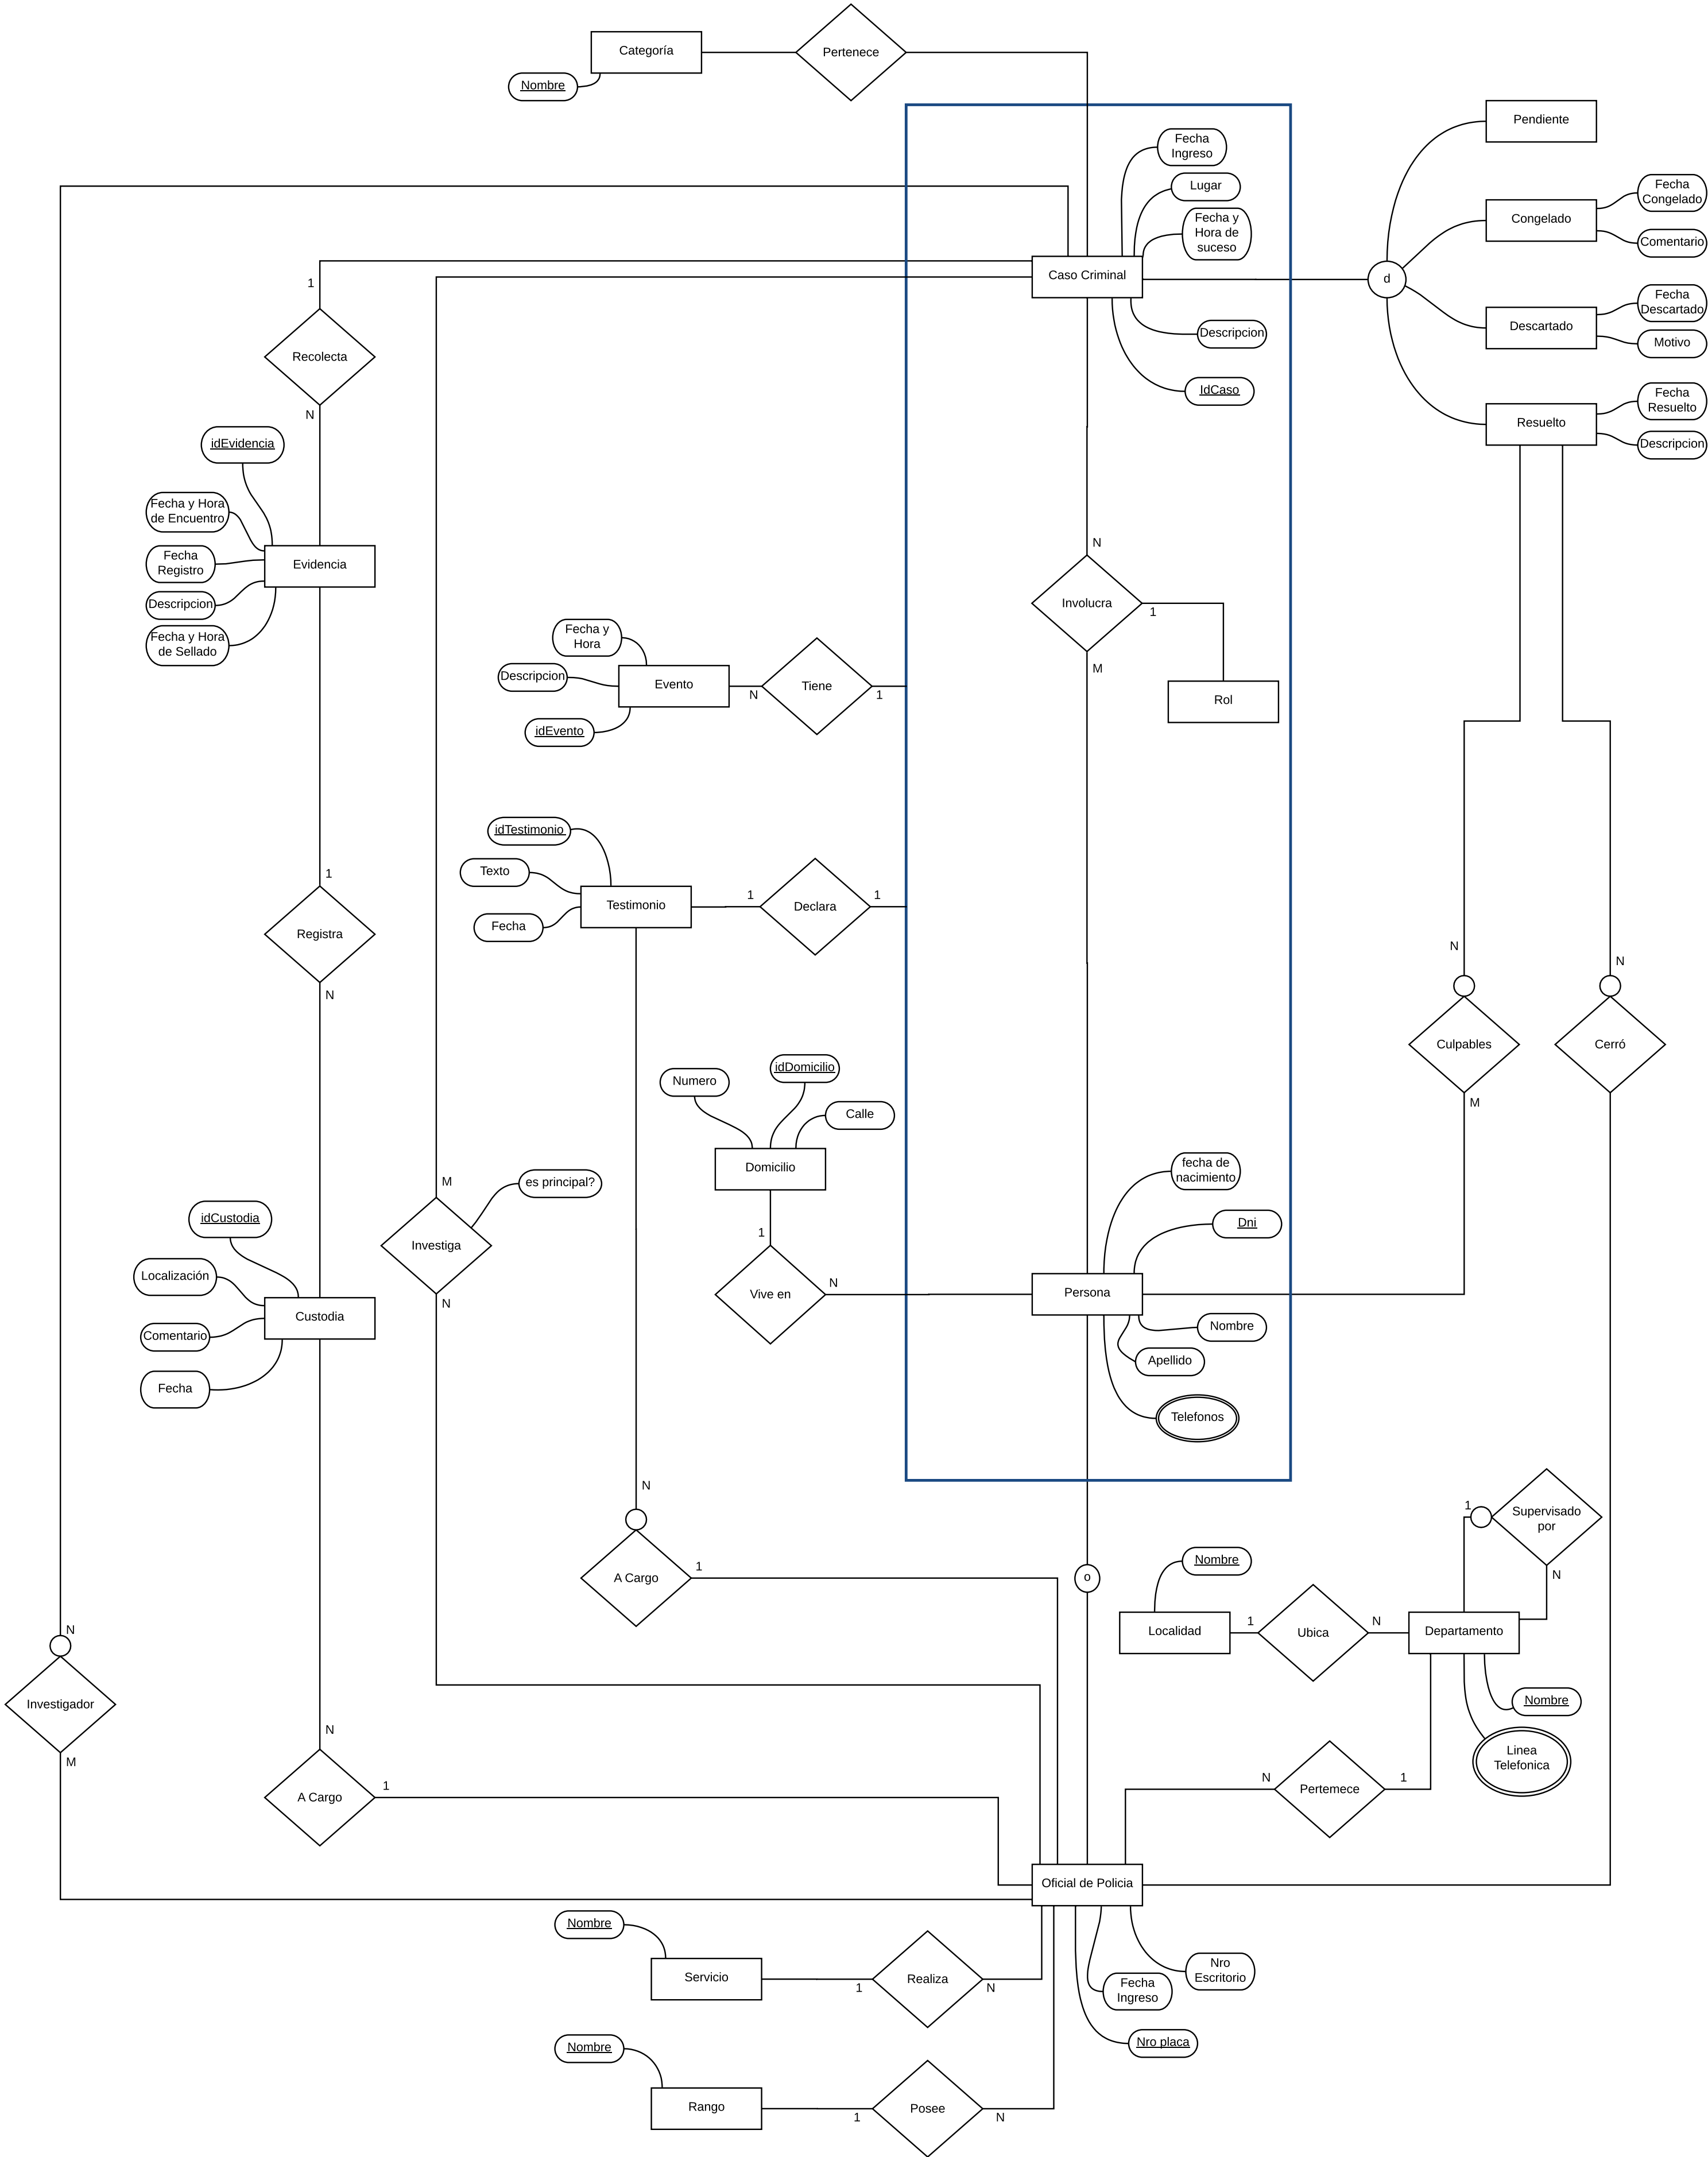 Categoría
Pertenece
Nombre
Pendiente
Fecha
Ingreso
Lugar
Fecha y
Hora de
suceso
Caso Criminal
Descripcion
IdCaso
d
Congelado
Fecha
Congelado
Comentario
Descartado
Fecha
Descartado
Motivo
Resuelto
Fecha
Resuelto
Descripcion
1
Recolecta
N
idEvidencia
Fecha y Hora
de Encuentro
Fecha
Registro
Descripcion
Fecha y Hora
de Sellado
Evidencia
N
Involucra
1
M
Rol
Fecha y
Hora
Descripcion
idEvento
Evento
N
Tiene
1
idTestimonio
Texto
Fecha
Testimonio
1
Declara
1
1
Registra
N
N
Culpables
M
N
Cerró
Numero
idDomicilio
Calle
Domicilio
1
Vive en
N
fecha de
nacimiento
Dni
Persona
Nombre
Apellido
Telefonos
M
es principal?
Investiga
N
idCustodia
Localización
Comentario
Fecha
Custodia
N
A Cargo
1
o
1
Supervisado
por
N
Nombre
Localidad
1
Ubica
N
Departamento
Nombre
Linea
Telefonica
N
Pertemece
1
N
Investigador
M
N
A Cargo
1
Oficial de Policia
Nombre
Servicio
1
Realiza
N
Fecha
Ingreso
Nro
Escritorio
Nro placa
Nombre
Rango
1
Posee
N